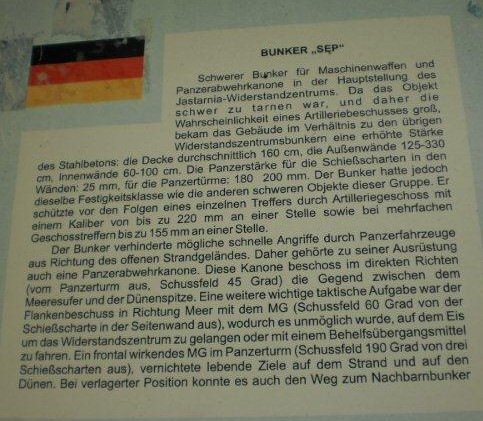 BUNKER „SĘP”
Schwerer Bunker für Maschinenwaffen und
Panzerabwehrkanone in der Hauptstellung des
Jastarnia-Widerstandzentrums. Da das Objekt
schwer zu tarnen war, und daher die
Wahrscheinlichkeit eines Artilleriebeschusses groß,
bekam das Gebäude im Verhältnis zu den übrigen
Widerstandszentrumsbunkern eine erhöhte Stärke
des Stahlbetons: die Decke durchschnittlich 160 cm, die Außenwände 125-330
cm, Innenwände 60-100 cm. Die Panzerstärke für die Schießscharten in den
Wänden: 25 mm, für die Panzertürme: 180 200 mm. Der Bunker hatte jedoch
dieselbe Festigkeitsklasse wie die anderen schweren Objekte dieser Gruppe. Er
schützte vor den Folgen eines einzelnen Treffers durch Artilleriegeschoss mit
einem Kaliber von bis zu 220 mm an einer Stelle sowie bei mehrfachen
Geschosstreffern bis zu 155 mm an einer Stelle.
Der Bunker verhinderte mögliche schnelle Angriffe durch Panzerfahrzeuge
aus Richtung des offenen Strandgeländes. Daher gehörte zu seiner Ausrüstung
auch eine Panzerabwehrkanone. Diese Kanone beschoss im direkten Richten
(vom Panzerturm aus, Schussfeld 45 Grad) die Gegend zwischen dem
Meeresufer und der Dünenspitze. Eine weitere wichtige taktische Aufgabe war der
Flankenbeschuss in Richtung Meer mit dem MG (Schussfeld 60 Grad von der
Schießscharte in der Seitenwand aus), wodurch es unmöglich wurde, auf dem Eis
um das Widerstandszentrum zu gelangen oder mit einem Behelfsübergangsmittel
zu fahren. Ein frontal wirkendes MG im Panzerturm (Schussfeld 190 Grad von drei
Schießscharten aus), vernichtete lebende Ziele auf dem Strand und auf den
Dünen. Bei verlagerter Position konnte es auch den Weg zum Nachbarnbunker